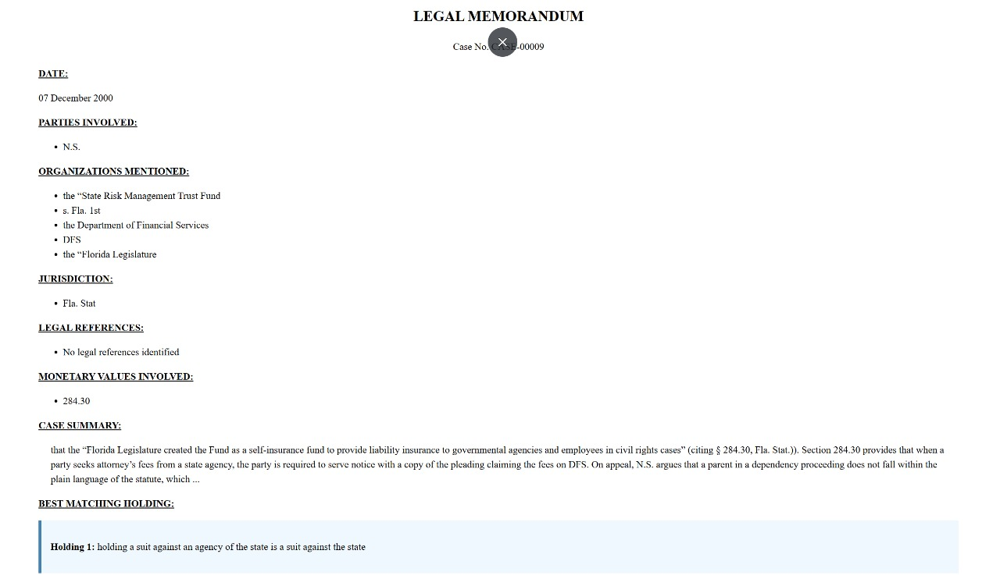 LEGAL MEMORANDUM
Case No. CASE-00009
DATE:
07 December 2000
PARTIES INVOLVED:
• N.S.
ORGANIZATIONS MENTIONED:
• the “State Risk Management Trust Fund
• s. Fla. 1st
• the Department of Financial Services
• DFS
• the “Florida Legislature
JURISDICTION:
• Fla. Stat
LEGAL REFERENCES:
• No legal references identified
MONETARY VALUES INVOLVED:
• 284.30
CASE SUMMARY:
that the “Florida Legislature created the Fund as a self-insurance fund to provide liability insurance to governmental agencies and employees in civil rights cases” (citing § 284.30, Fla. Stat.)). Section 284.30 provides that when a
party seeks attorney’s fees from a state agency, the party is required to serve notice with a copy of the pleading claiming the fees on DFS. On appeal, N.S. argues that a parent in a dependency proceeding does not fall within the
plain language of the statute, which ...
BEST MATCHING HOLDING:
Holding 1: holding a suit against an agency of the state is a suit against the state